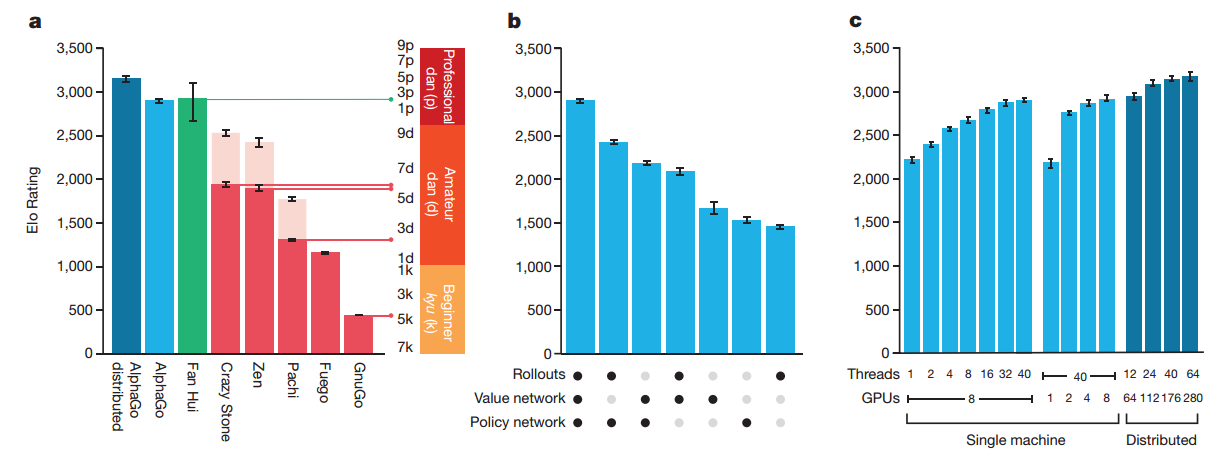 a
3,500
3,000
2,500
2,000
1,500
1,000
500
0
Elo Rating
AlphaGo distributed
AlphaGo
Fan Hui
Crazy Stone
Zen
Pachi
Fuego
GnuGo
9p
7p
5p
3p
1p
9d
7d
5d
3d
1d
1k
3k
5k
7k
Professional
dan (p)
Amateur
dan (d)
Beginner
kyu (k)
b
3,500
3,000
2,500
2,000
1,500
1,000
500
0
Rollouts
Value network
Policy network
c
3,500
3,000
2,500
2,000
1,500
1,000
500
0
Threads 1 2 4 8 16 32 40 40 12 24 40 64
GPUs 8 1 2 4 8 64 112 176 280
Single machine Distributed